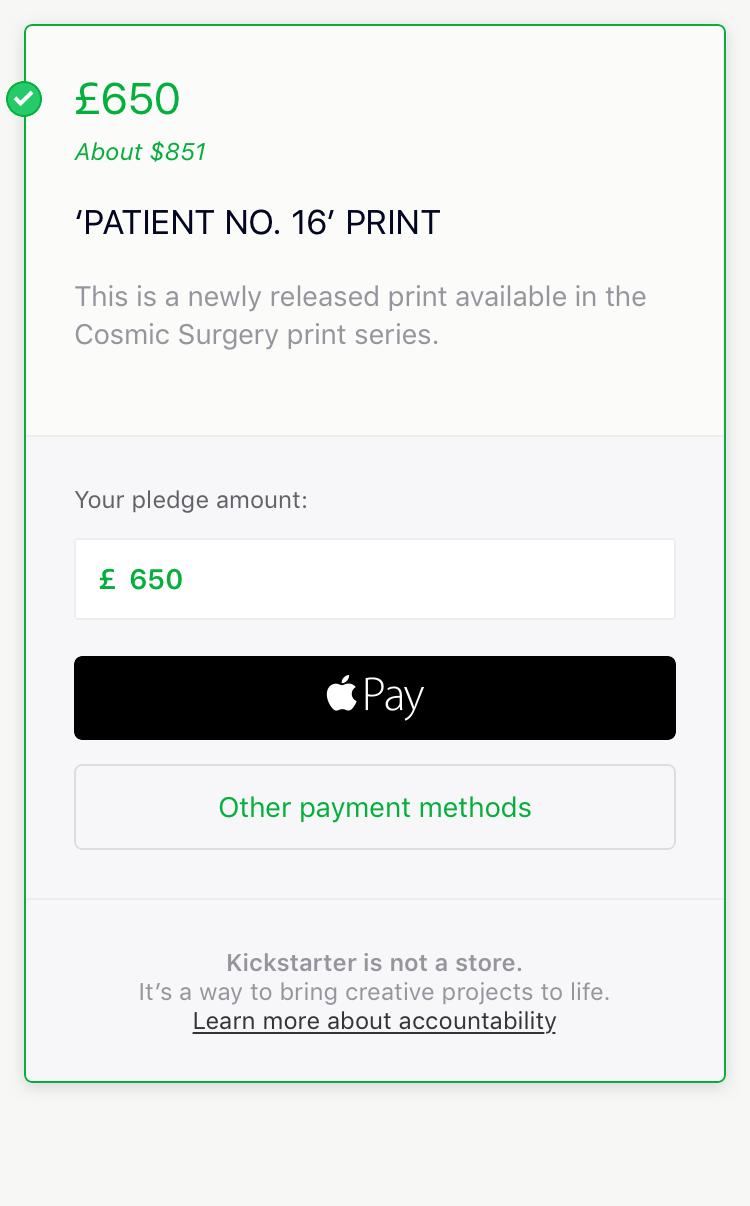 £650
About $851
‘PATIENT NO. 16’ PRINT
This is a newly released print available in the
Cosmic Surgery print series.
Your pledge amount:
£ 650
Pay
Other payment methods
Kickstarter is not a store.
It’s a way to bring creative projects to life.
Learn more about accountability